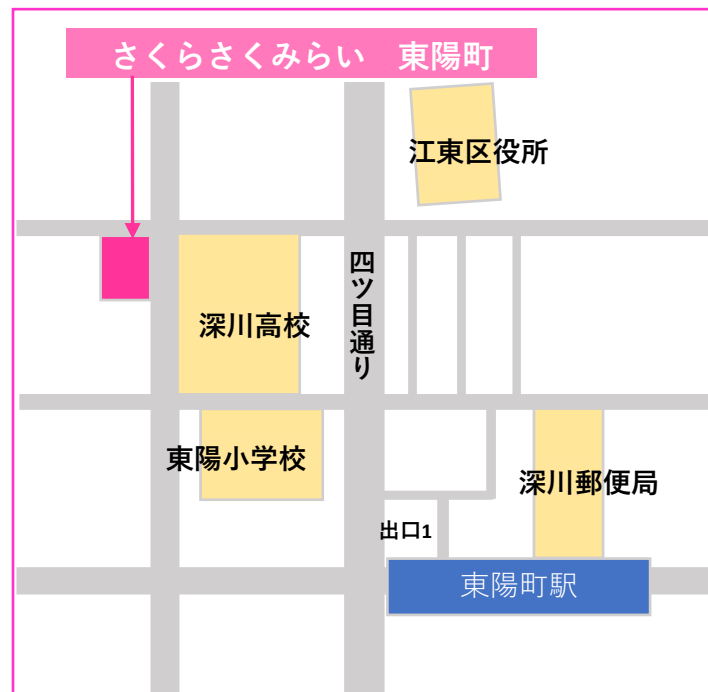 さくらさくみらい　東陽町
江東区役所
四ツ目通り
深川高校
東陽小学校
深川郵便局
出口1
東陽町駅